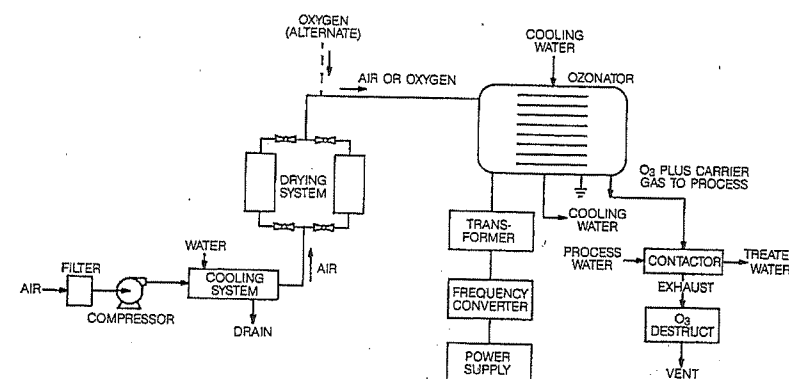 OXYGEN
(ALTERNATE)
AIR OR OXYGEN
COOLING
WATER
OZONATOR
DRYING
SYSTEM
O3 PLUS CARRIER
GAS TO PROCESS
COOLING
WATER
TRANS-
FORMER
WATER
AIR
FILTER
AIR
COMPRESSOR
COOLING
SYSTEM
DRAIN
FREQUENCY
CONVERTER
POWER
SUPPLY
PROCESS
WATER
CONTACTOR
TREATE
WATER
EXHAUST
O3
DESTRUCT
VENT